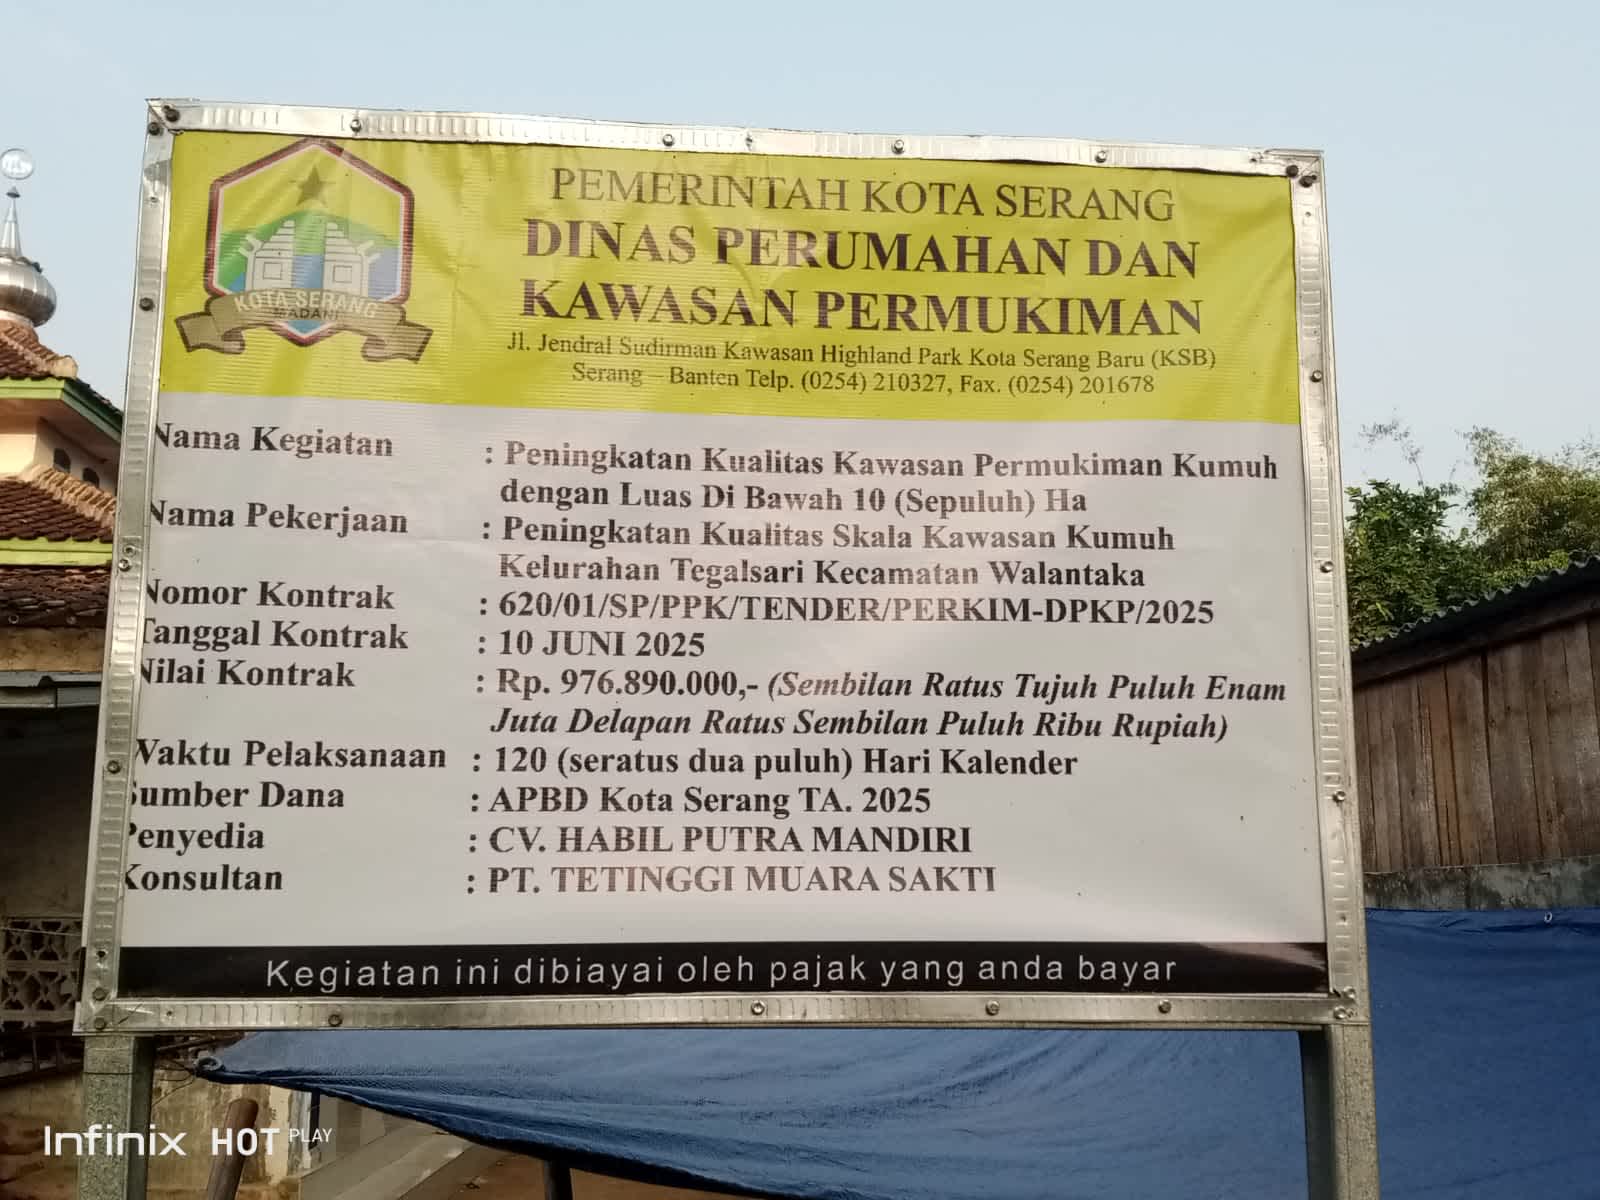 PEMERINTAH KOTA SERANG
DINAS PERUMAHAN DAN
KAWASAN PERMUKIMAN
Jl. Jendral Sudirman Kawasan Highland Park Kota Serang Baru (KSB)
Serang – Banten Telp. (0254) 210327, Fax. (0254) 201678
KOTA SERANG
MADANI
Nama Kegiatan : Peningkatan Kualitas Kawasan Permukiman Kumuh
dengan Luas Di Bawah 10 (Sepuluh) Ha
Nama Pekerjaan : Peningkatan Kualitas Skala Kawasan Kumuh
Kelurahan Tegalsari Kecamatan Walantaka
Nomor Kontrak : 620/01/SP/PPK/TENDER/PERKIM-DPKP/2025
Tanggal Kontrak : 10 JUNI 2025
Nilai Kontrak : Rp. 976.890.000,- (Sembilan Ratus Tujuh Puluh Enam
Juta Delapan Ratus Sembilan Puluh Ribu Rupiah)
Waktu Pelaksanaan : 120 (seratus dua puluh) Hari Kalender
Sumber Dana : APBD Kota Serang TA. 2025
Penyedia : CV. HABIL PUTRA MANDIRI
Konsultan : PT. TETINGGI MUARA SAKTI
Kegiatan ini dibiayai oleh pajak yang anda bayar
Infinix HOT PLAY